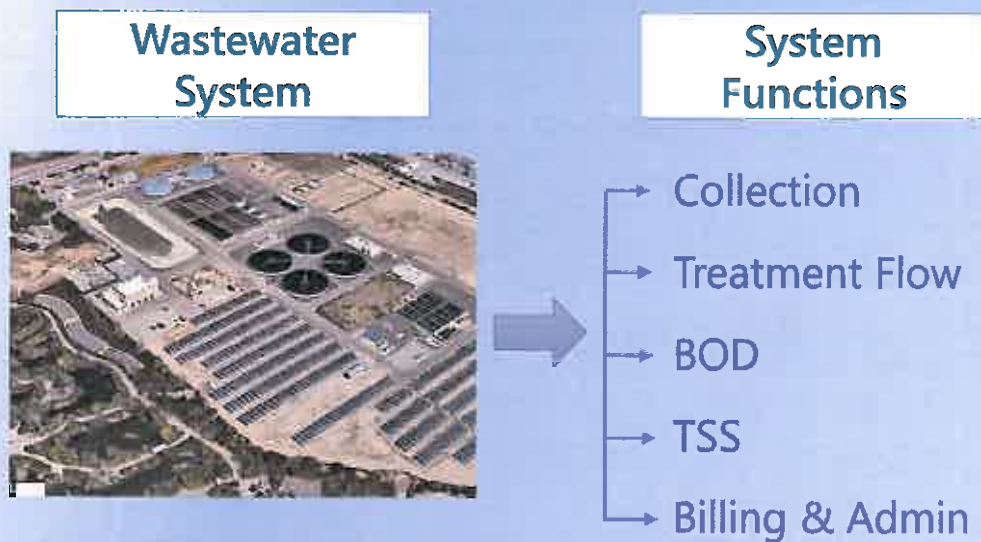 Wastewater
System
System
Functions
Collection
Treatment Flow
BOD
TSS
Billing & Admin